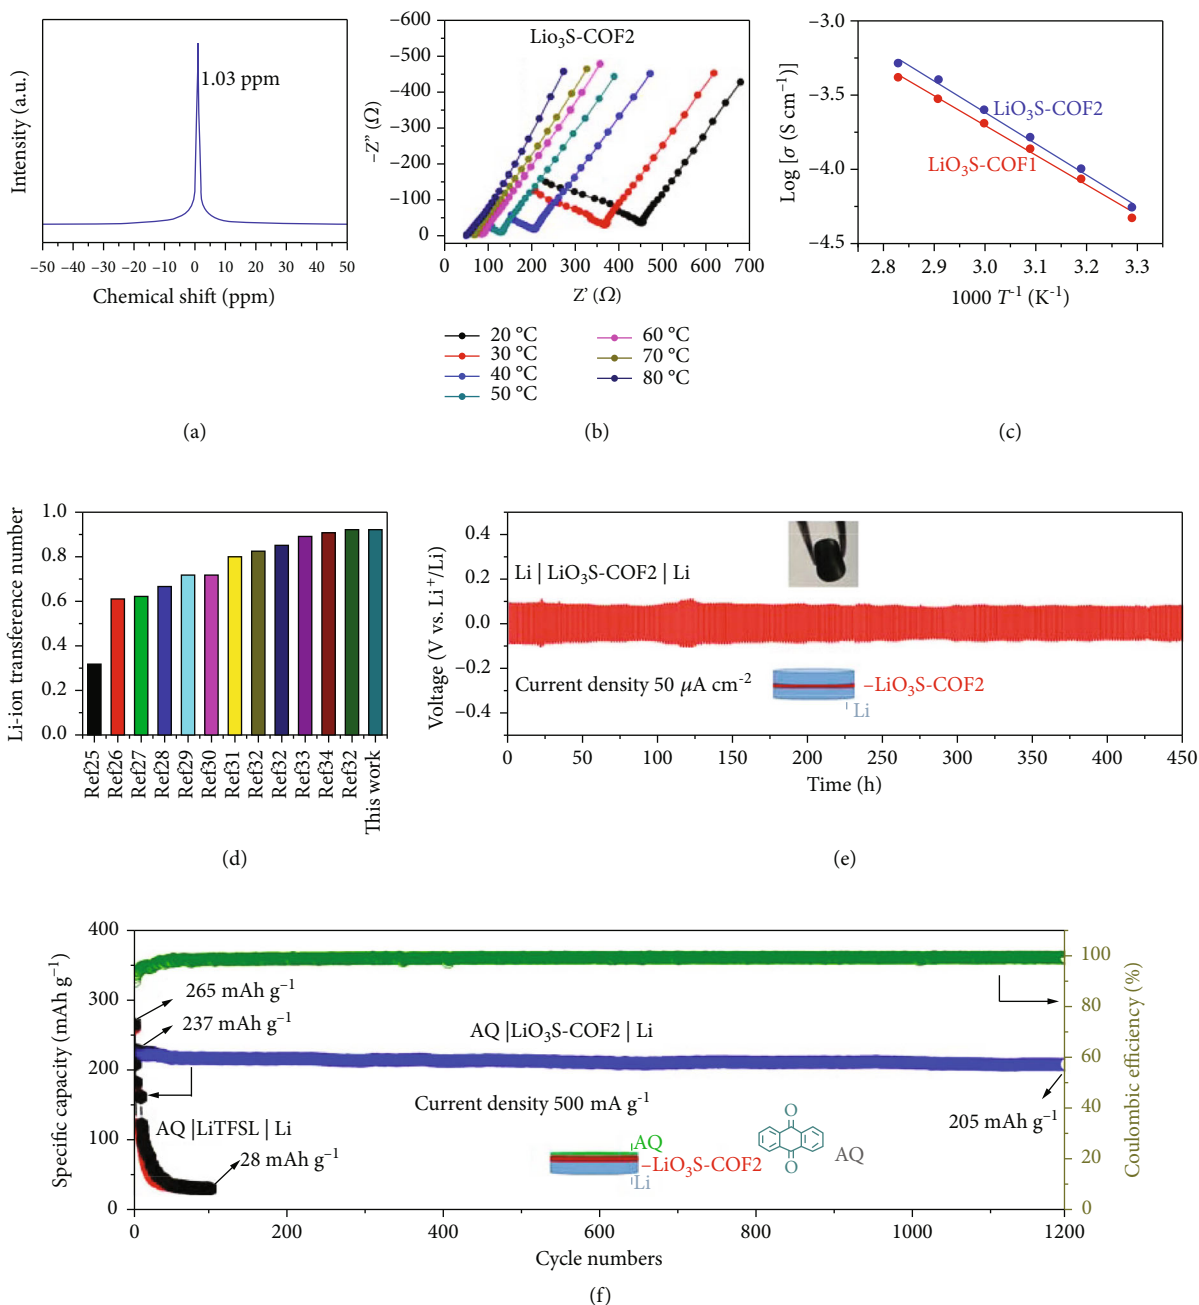 Intensity (a.u.)
1.03 ppm
−50 −40 −30 −20 −10 0 10 20 30 40 50
Chemical shift (ppm)
(a)
−Z″ (Ω)
−600
−500
−400
−300
−200
−100
0
Lio₃S-COF2
0 100 200 300 400 500 600 700
Z′ (Ω)
20 °C
30 °C
40 °C
50 °C
60 °C
70 °C
80 °C
(b)
Log [σ (S cm⁻¹)]
−3.0
−3.5
−4.0
−4.5
LiO₃S-COF2
LiO₃S-COF1
2.8 2.9 3.0 3.1 3.2 3.3
1000 T⁻¹ (K⁻¹)
(c)
Li-ion transference number
1.0
0.8
0.6
0.4
0.2
0.0
Ref25
Ref26
Ref27
Ref28
Ref29
Ref30
Ref31
Ref32
Ref32
Ref33
Ref34
Ref32
This work
(d)
Voltage (V vs. Li⁺/Li)
0.4
0.2
0.0
−0.2
−0.4
Li | LiO₃S-COF2 | Li
Current density 50 μA cm⁻²
LiO₃S-COF2
Li
0 50 100 150 200 250 300 350 400 450
Time (h)
(e)
Specific capacity (mAh g⁻¹)
400
300
200
100
0
265 mAh g⁻¹
237 mAh g⁻¹
AQ |LiO₃S-COF2 | Li
Current density 500 mA g⁻¹
205 mAh g⁻¹
AQ |LiTFSL | Li
28 mAh g⁻¹
AQ
LiO₃S-COF2
Li
O
O
AQ
100
80
60
40
20
0
Coulombic efficiency (%)
0 200 400 600 800 1000 1200
Cycle numbers
(f)